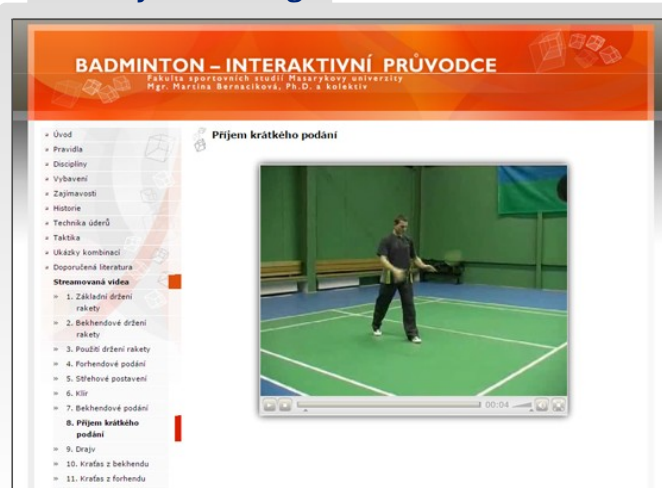 BADMINTON – INTERAKTIVNÍ PRŮVODCE
Fakulta sportovních studií Masarykovy univerzity
Mgr. Martina Bernaciková, Ph.D. a kolektiv
Úvod
Pravidla
Disciplíny
Vybavení
Zajímavosti
Historie
Technika úderů
Taktika
Ukázky kombinací
Doporučená literatura
Streamovaná videa
1. Základní držení
rakety
2. Bekhendové držení
rakety
3. Použití držení rakety
4. Forhendové podání
5. Střehové postavení
6. Klír
7. Bekhendové podání
8. Příjem krátkého
podání
9. Drajv
10. Kraťas z bekhendu
11. Kraťas z forhendu
Příjem krátkého podání
00:04